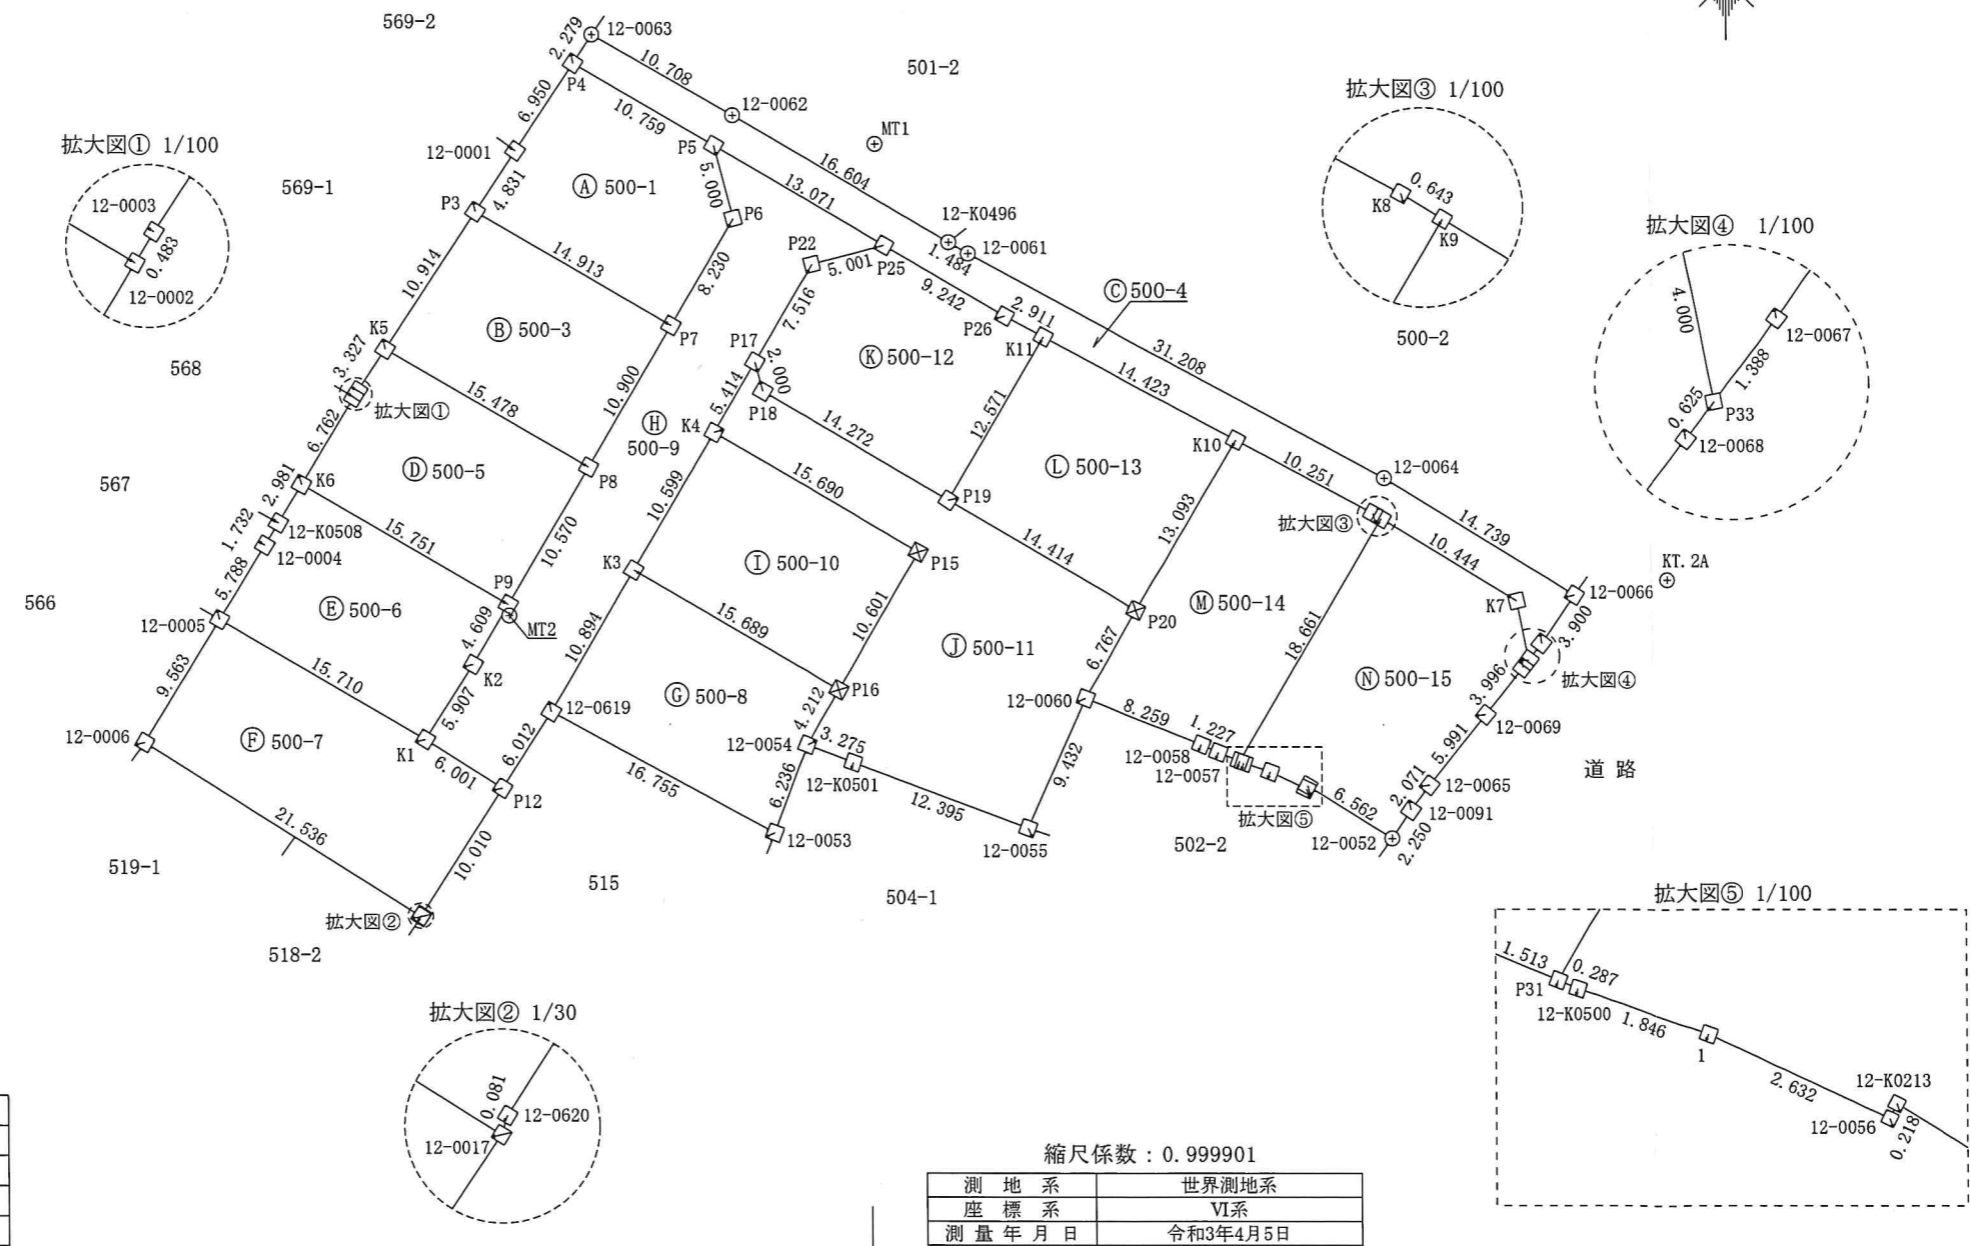 569-2
12-0063
2.279
10.708
501-2
P4
12-0062
拡大図③ 1/100
6.950
10.759
MT1
拡大図① 1/100
12-0001
P5
16.604
0.643
K8
K9
569-1
Ⓐ 500-1
5.000
13.071
12-0003
0.483
12-0002
P3
4.831
P6
12-K0496
12-0061
1.484
拡大図④ 1/100
4.000
12-0067
1.388
0.625
P33
12-0068
P22
5.001
P25
14.913
8.230
10.914
9.242
2.911
Ⓒ500-4
P26
K11
K5
Ⓑ 500-3
P7
7.516
P17
Ⓚ 500-12
31.208
500-2
568
3.327
拡大図①
15.478
10.900
5.414
2.000
P18
14.423
12.571
6.762
K4
Ⓗ
500-9
14.272
K10
567
2.981
K6
Ⓓ 500-5
P8
15.690
Ⓛ 500-13
10.251
12-0064
1.732
12-K0508
12-0004
15.751
10.599
P19
13.093
拡大図③
14.739
5.788
10.570
K3
Ⓘ 500-10
P15
14.414
10.444
KT.2A
566
P9
Ⓔ 500-6
MT2
12-0005
4.609
15.689
10.601
P20
Ⓜ 500-14
K7
12-0066
3.900
9.563
15.710
K2
10.894
Ⓙ 500-11
6.767
18.661
拡大図④
5.907
P16
Ⓝ 500-15
3.996
12-0006
Ⓕ 500-7
K1
12-0619
Ⓖ 500-8
4.212
12-0060
8.259
1.227
12-0069
6.001
6.012
12-0054
3.275
12-K0501
12-0058
12-0057
5.991
道路
P12
16.755
6.236
9.432
12-0065
2.071
12-0091
21.536
12-0053
12.395
拡大図⑤
6.562
12-0052
2.250
519-1
10.010
12-0055
502-2
515
504-1
拡大図②
518-2
拡大図⑤ 1/100
1.513
0.287
P31
12-K0500
1.846
1
2.632
12-K0213
12-0056
0.218
拡大図② 1/30
0.081
12-0620
12-0017
縮尺係数：0.999901
測地系 世界測地系
座標系 Ⅵ系
測量年月日 令和3年4月5日